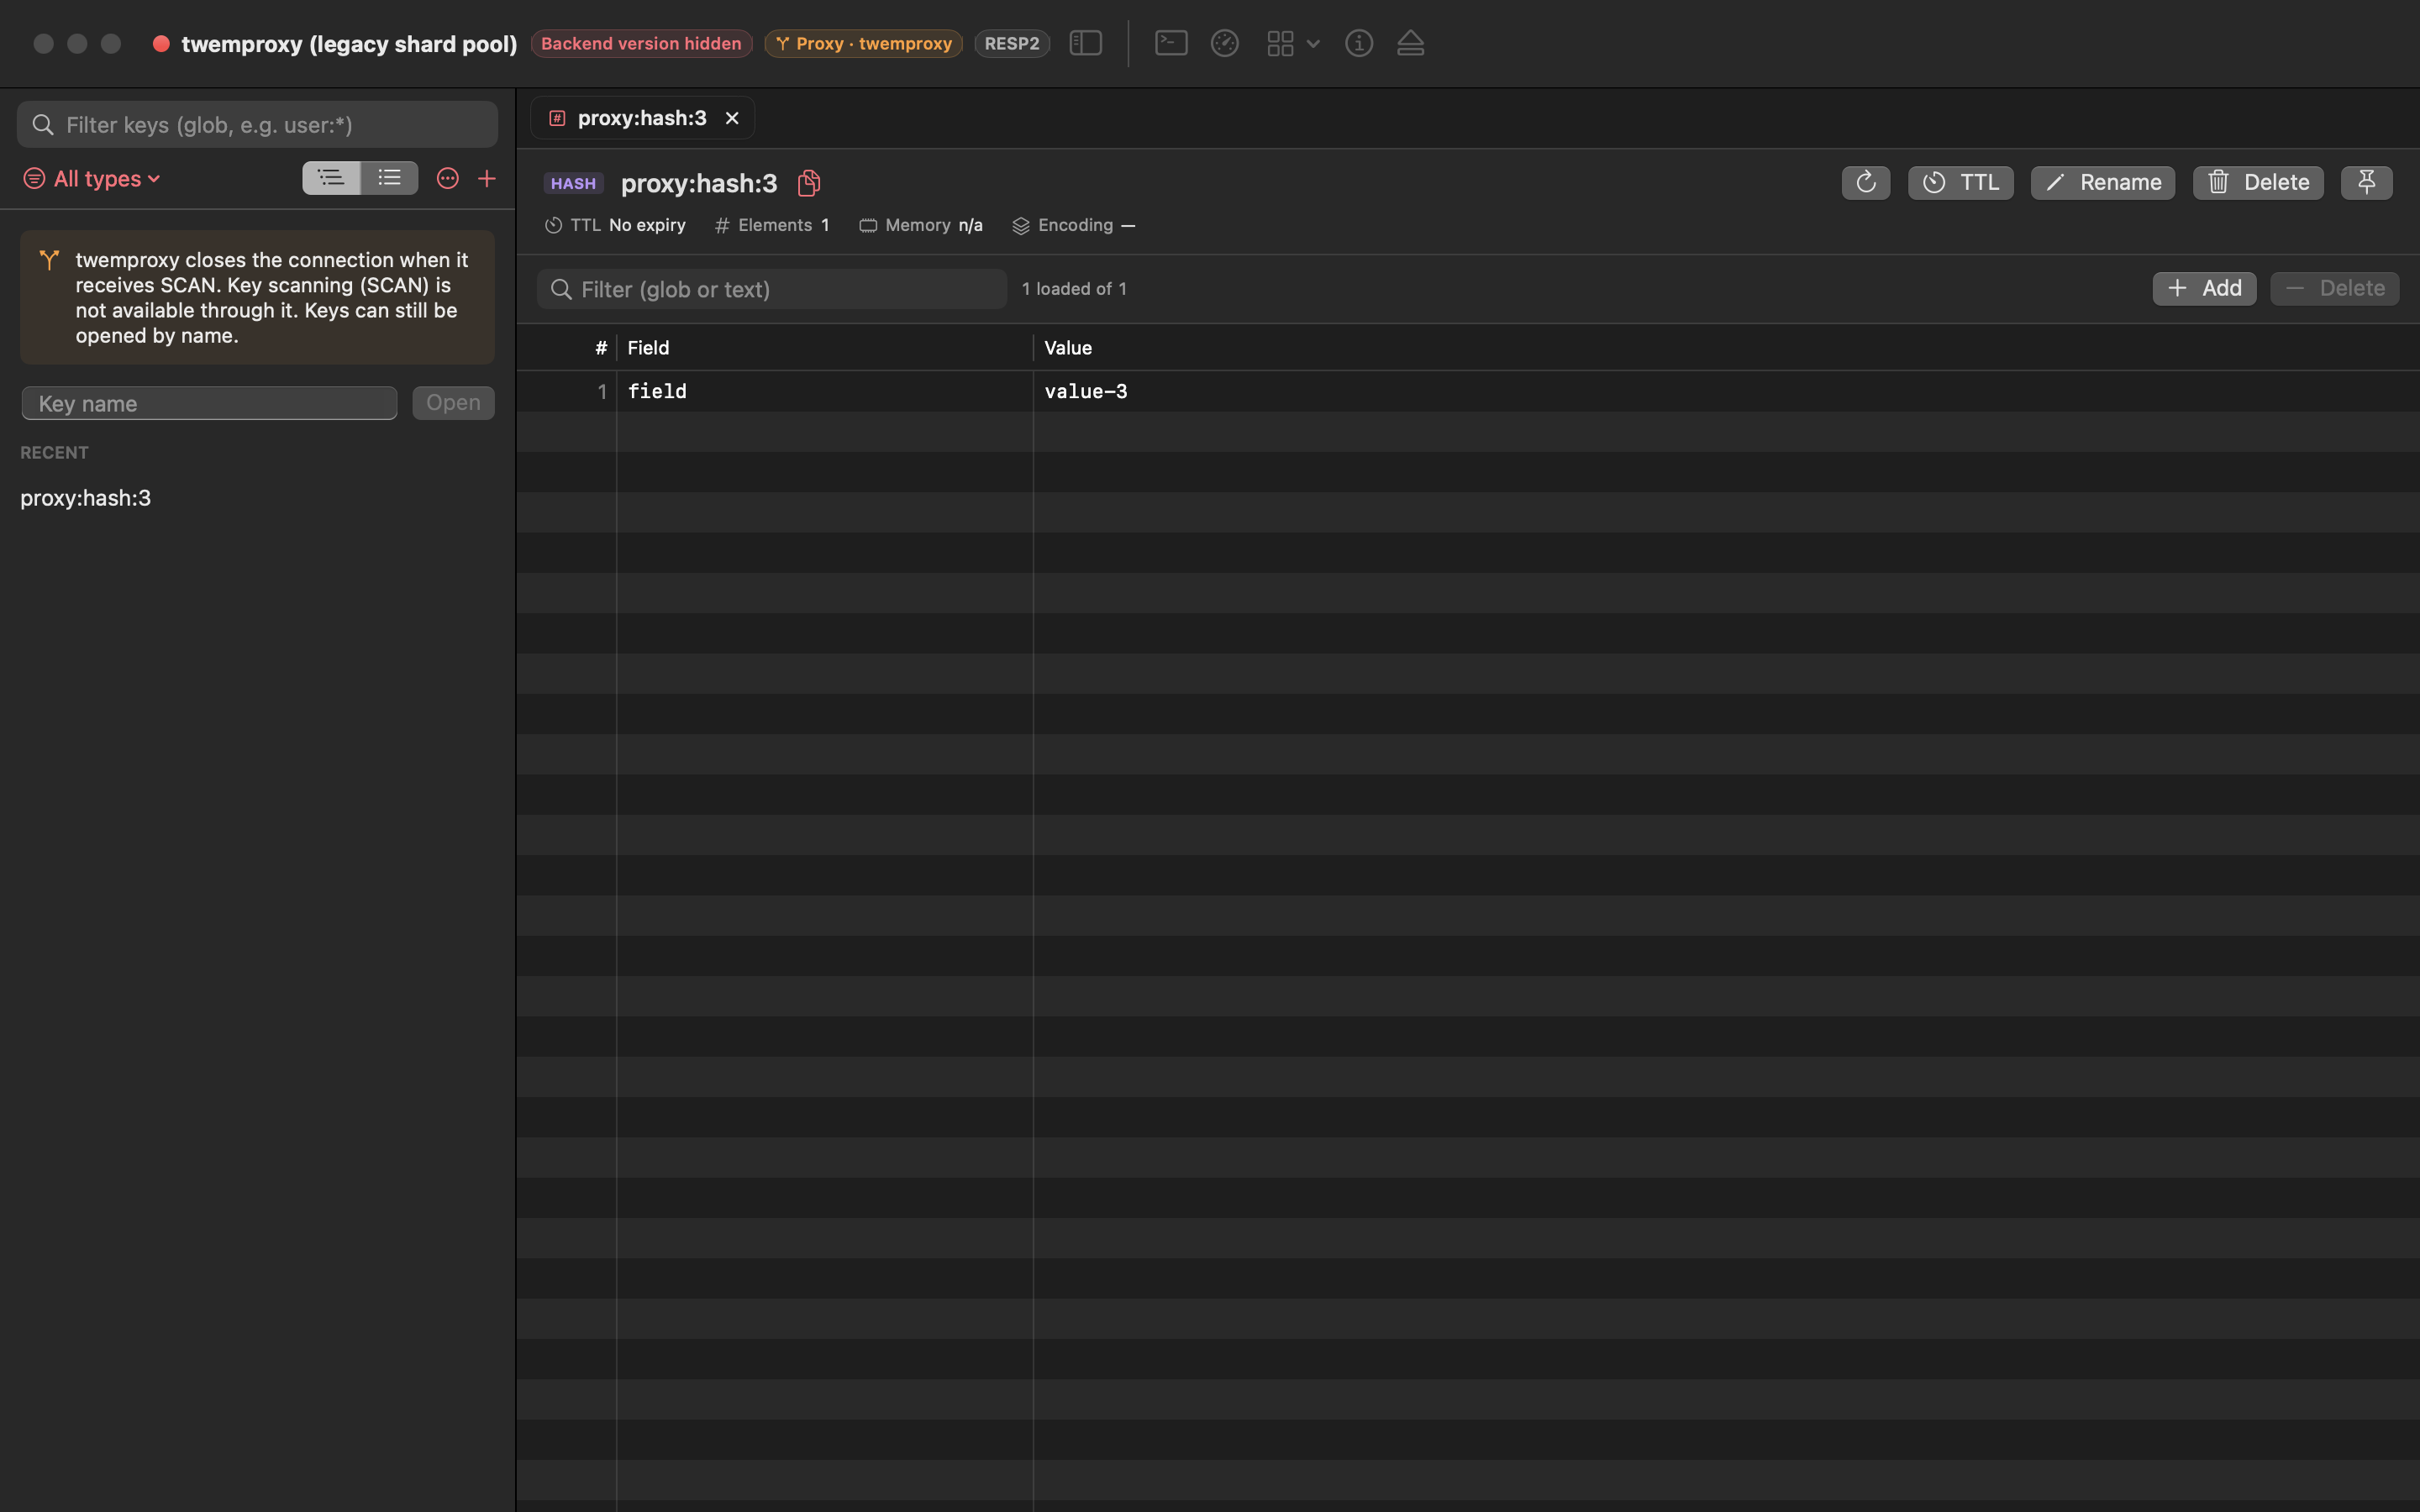 twemproxy (legacy shard pool)
Backend version hidden
Proxy · twemproxy
RESP2
Filter keys (glob, e.g. user:*)
All types
twemproxy closes the connection when it
receives SCAN. Key scanning (SCAN) is
not available through it. Keys can still be
opened by name.
Key name
Open
RECENT
proxy:hash:3
proxy:hash:3
HASH proxy:hash:3
TTL
Rename
Delete
TTL No expiry
# Elements 1
Memory n/a
Encoding —
Filter (glob or text)
1 loaded of 1
+ Add
— Delete
# Field Value
1 field value-3